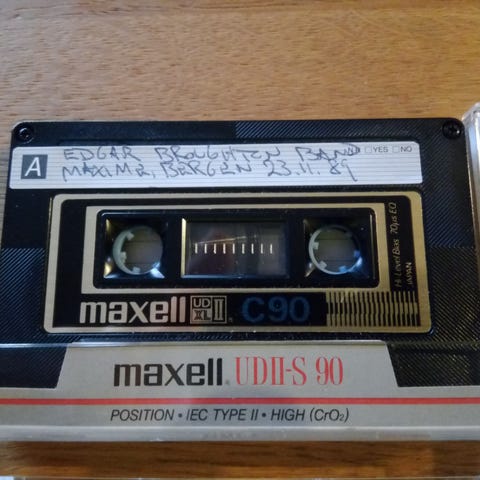 A
EDGAR BROUGHTON BAND
□YES □NO
MAXIME, BERGEN 23.11.89
Hi-Level Bias 70µs EQ
JAPAN
maxell UD XL II C90
maxell UDII-S 90
POSITION • IEC TYPE II • HIGH (CrO₂)